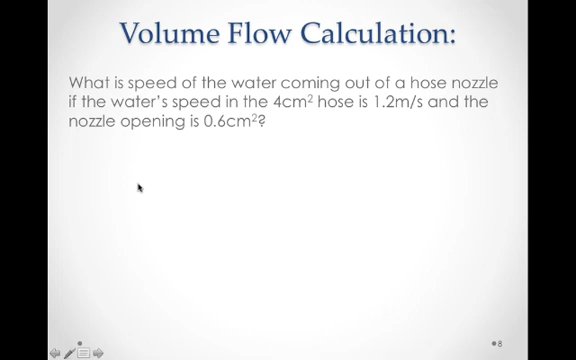 Volume Flow Calculation:
What is speed of the water coming out of a hose nozzle
if the water's speed in the 4cm² hose is 1.2m/s and the
nozzle opening is 0.6cm²?
8